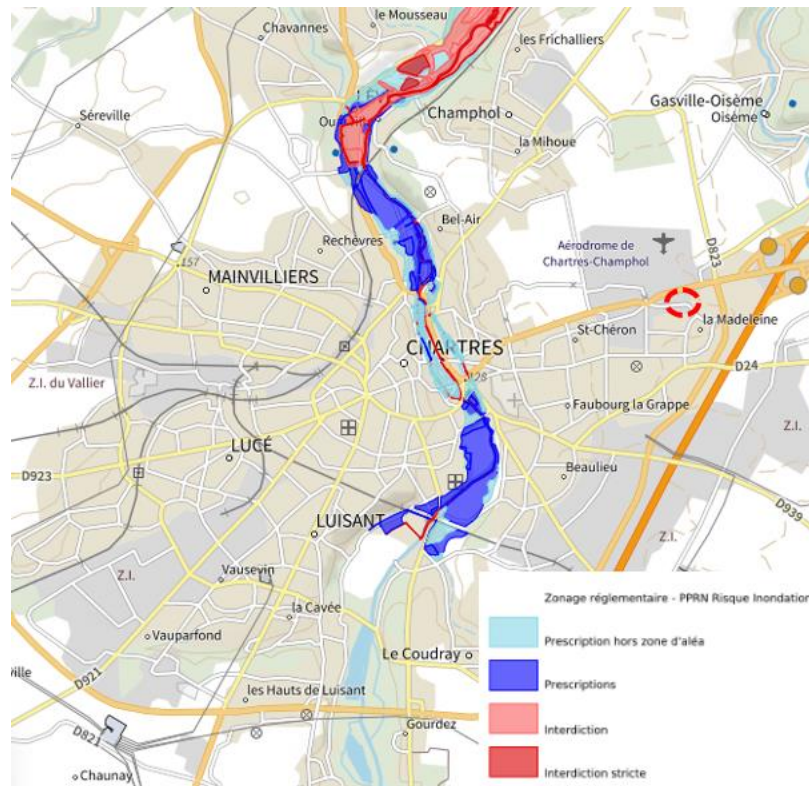 le Mousseau
Chavannes
les Frichalliers
Gasville-Oisème
Oisème
Séreville
Champhol
la Mihoue
Bel-Air
Rechèvres
Aérodrome de
Chartres-Champhol
D823
157
MAINVILLIERS
la Madeleine
St-Chéron
CHARTRES
128
D24
Z.I. du Vallier
Faubourg la Grappe
Z.I.
LUCÉ
D923
Beaulieu
D939
LUISANT
Z.I.
Z.I.
Vausevin
la Cavée
Vauparfond
Le Coudray
D921
les Hauts de Luisant
D821
Gourdez
Chaunay
Zonage réglementaire - PPRN Risque Inondation
Prescription hors zone d'aléa
Prescriptions
Interdiction
Interdiction stricte